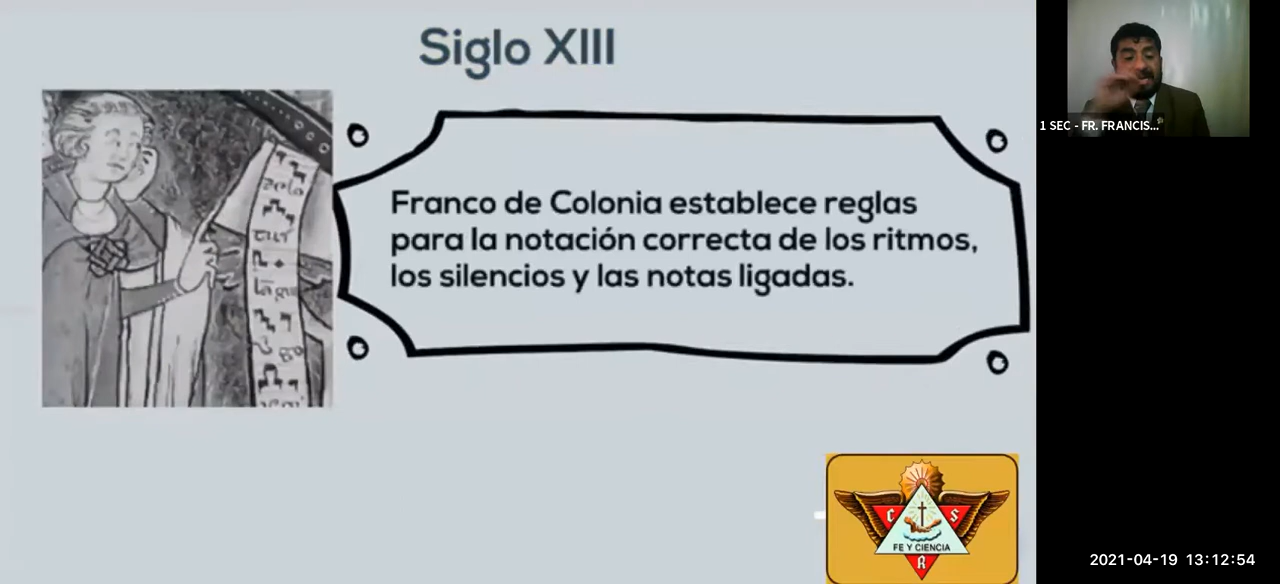 Siglo XIII
Franco de Colonia establece reglas
para la notación correcta de los ritmos,
los silencios y las notas ligadas.
1 SEC - FR. FRANCIS...
C S
FE Y CIENCIA
R
2021-04-19 13:12:54